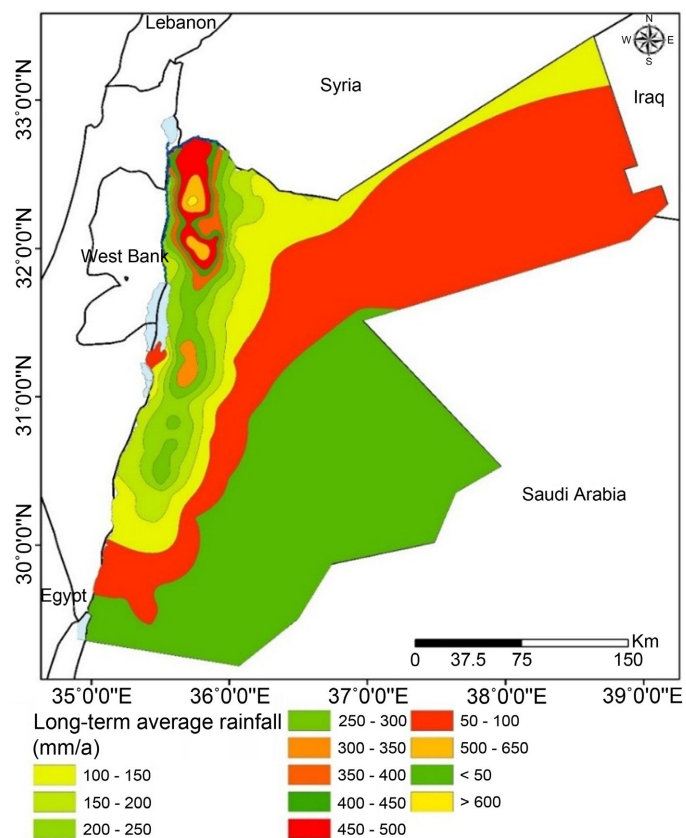 Lebanon
N
W E
S
Syria
Iraq
33°0'0"N
32°0'0"N
West Bank
31°0'0"N
Saudi Arabia
30°0'0"N
Egypt
Km
0 37.5 75 150
35°0'0"E 36°0'0"E 37°0'0"E 38°0'0"E 39°0'0"E
Long-term average rainfall
(mm/a)
100 - 150
150 - 200
200 - 250
250 - 300
300 - 350
350 - 400
400 - 450
450 - 500
50 - 100
500 - 650
< 50
> 600